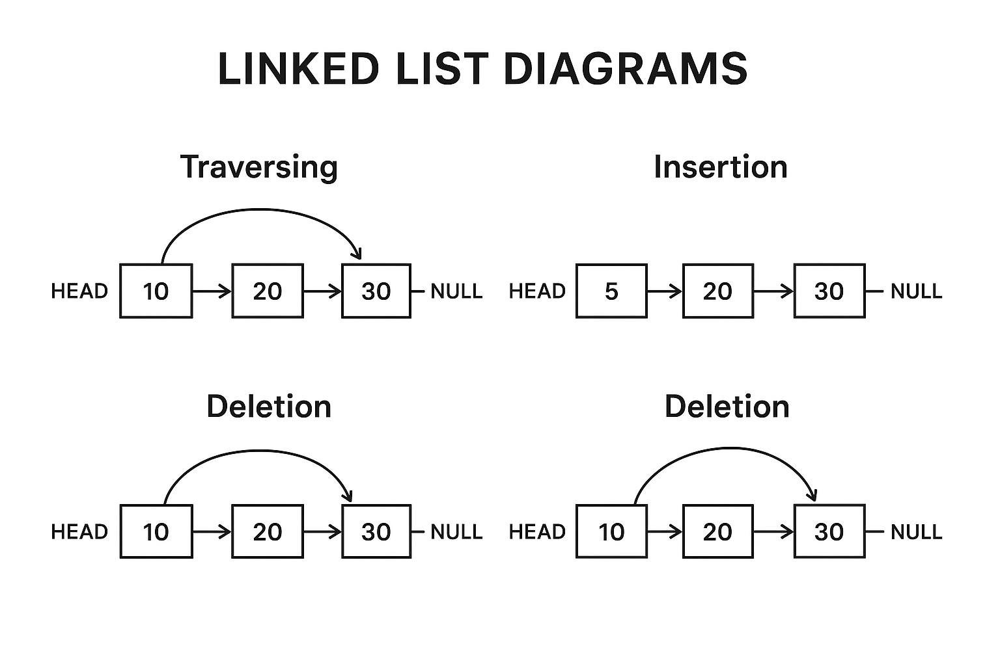 LINKED LIST DIAGRAMS
Traversing
HEAD 10 20 30 NULL
Insertion
HEAD 5 20 30 NULL
Deletion
HEAD 10 20 30 NULL
Deletion
HEAD 10 20 30 NULL